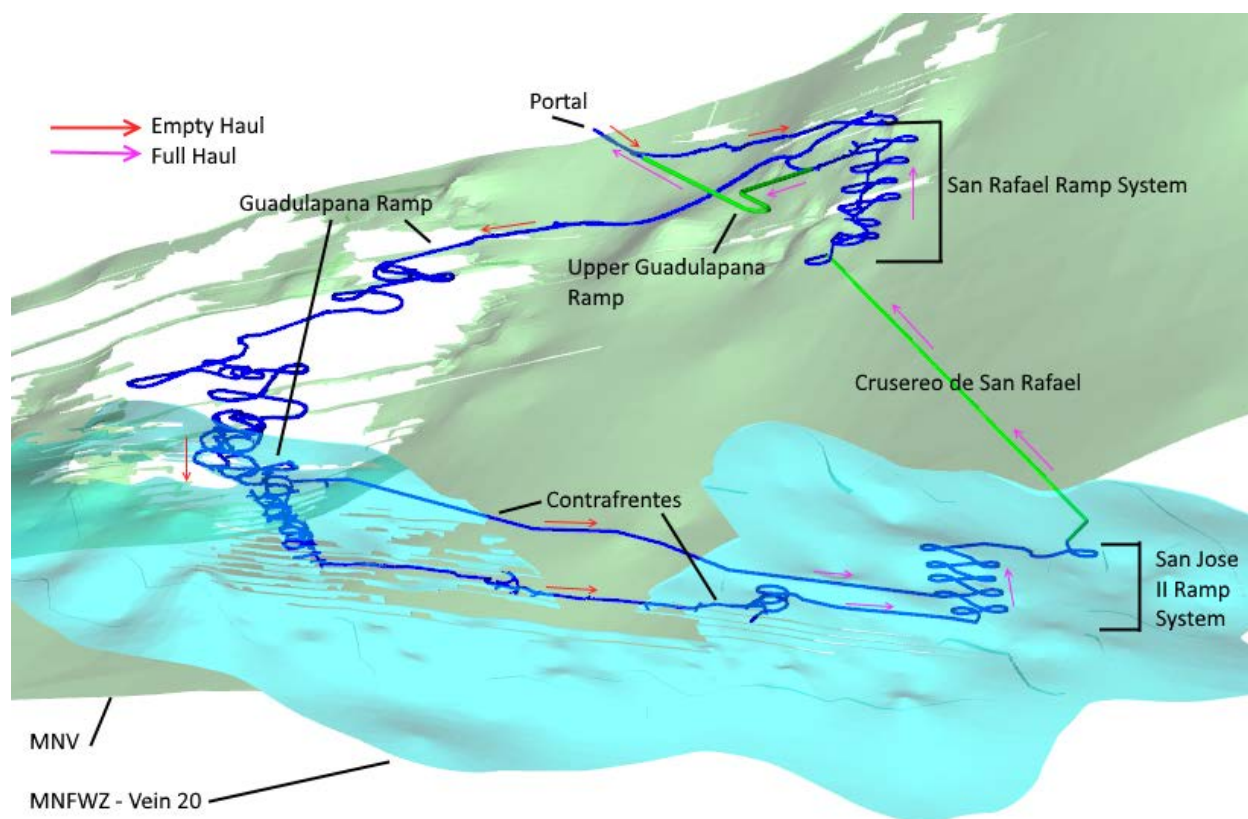 Portal
Empty Haul
Full Haul
San Rafael Ramp System
Guadulapana Ramp
Upper Guadulapana
Ramp
Crusereo de San Rafael
Contrafrentes
San Jose
II Ramp
System
MNV
MNFWZ - Vein 20